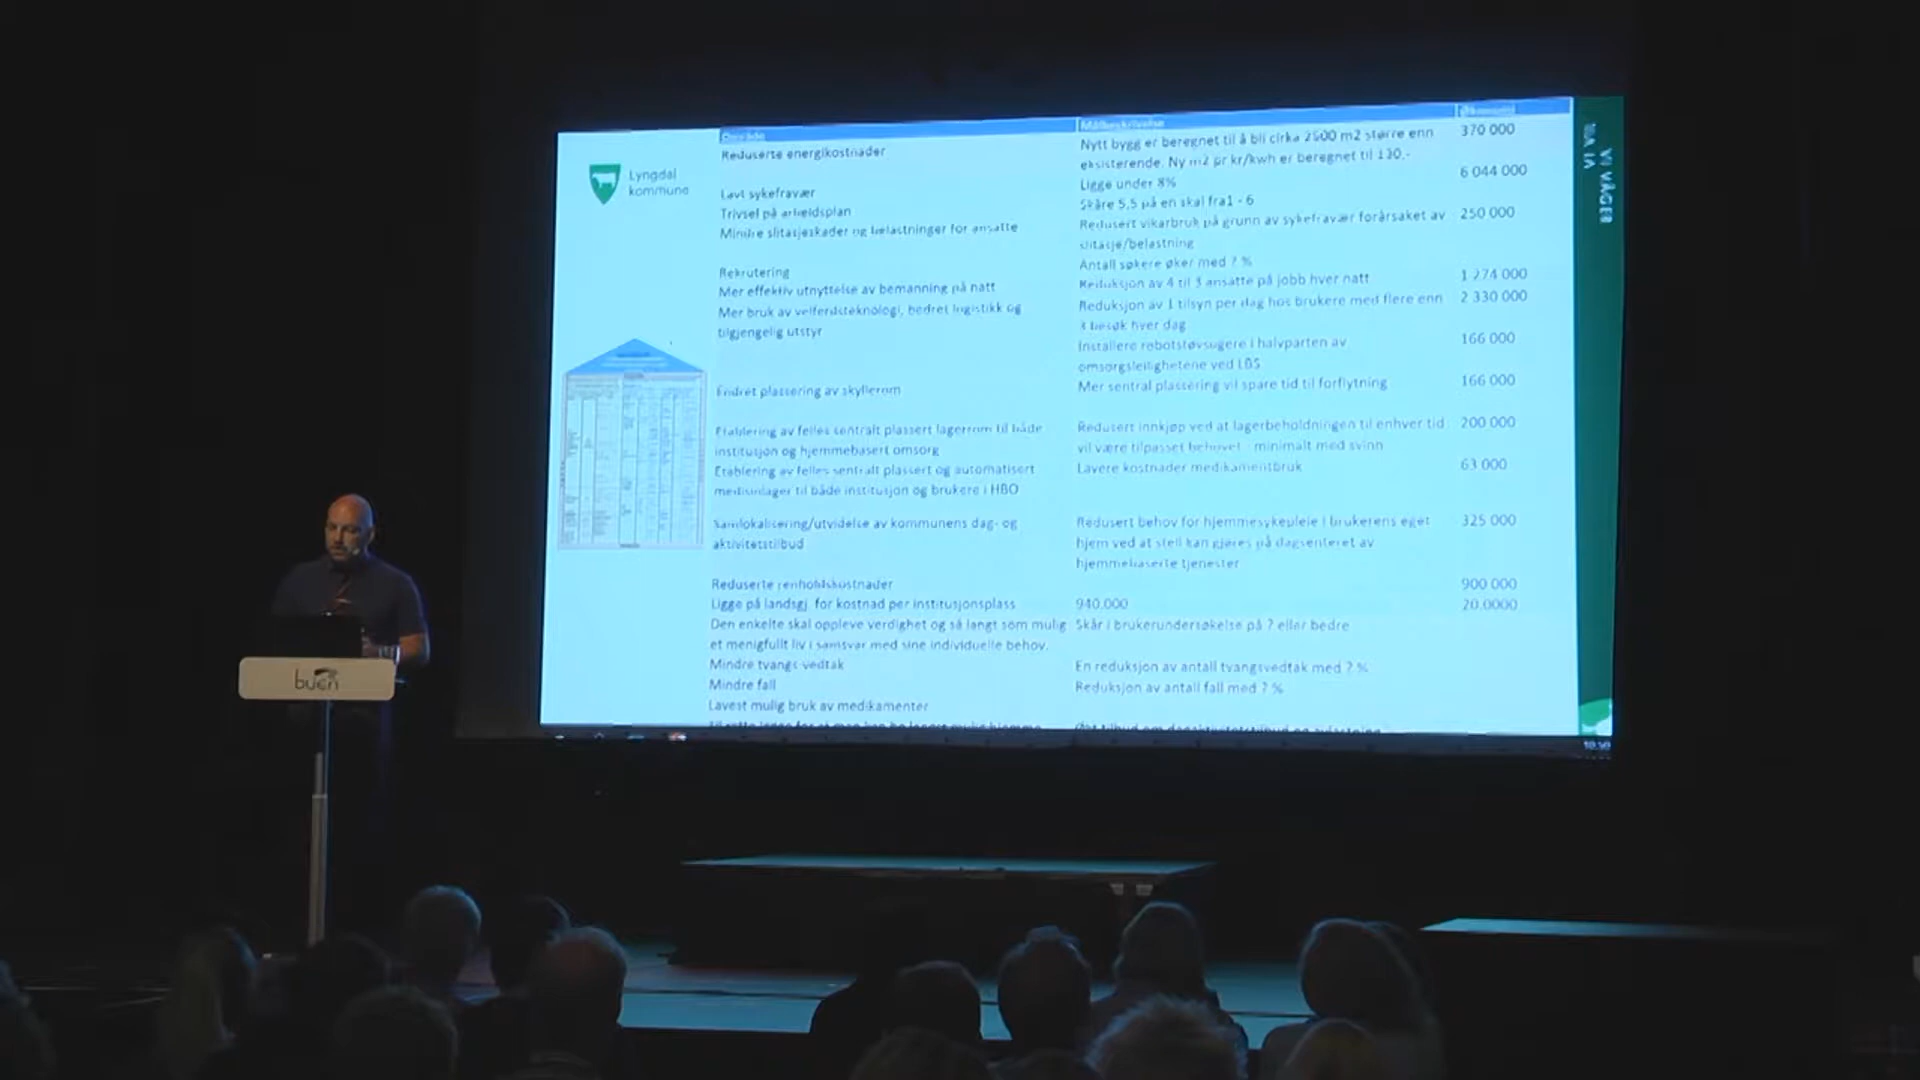 Område Målbeskrivelse Økonomi
Lyngdal
kommune
VI VÅGER
Reduserte energikostnader
Nytt bygg er beregnet til å bli cirka 2500 m2 større enn 370 000
eksisterende. Ny m2 pr kr/kwh er beregnet til 130,-
Lavt sykefravær Ligge under 8% 6 044 000
Trivsel på arbeidsplan Skåre 5,5 på en skal fra1 - 6
Mindre slitasjeskader og belastninger for ansatte Redusert vikarbruk på grunn av sykefravær forårsaket av 250 000
slitasje/belastning
Rekrutering Antall søkere øker med ? %
Mer effektiv utnyttelse av bemanning på natt Reduksjon av 4 til 3 ansatte på jobb hver natt 1 274 000
Mer bruk av velferdsteknologi, bedret logistikk og Reduksjon av 1 tilsyn per dag hos brukere med flere enn 2 330 000
tilgjengelig utstyr 3 besøk hver dag
Installere robotstøvsugere i halvparten av 166 000
omsorgsleilighetene ved LBS
Endret plassering av skyllerom Mer sentral plassering vil spare tid til forflytning 166 000
Etablering av felles sentralt plassert lagerrom til både Redusert innkjøp ved at lagerbeholdningen til enhver tid 200 000
institusjon og hjemmebasert omsorg vil være tilpasset behovet - minimalt med svinn
Etablering av felles sentralt plassert og automatisert Lavere kostnader medikamentbruk 63 000
medisinlager til både institusjon og brukere i HBO
Samlokalisering/utvidelse av kommunens dag- og Redusert behov for hjemmesykepleie i brukerens eget 325 000
aktivitetstilbud hjem ved at stell kan gjøres på dagsenteret av
hjemmebaserte tjenester
Reduserte renholdskostnader 900 000
Ligge på landsgj. for kostnad per institusjonsplass 940.000 20.0000
Den enkelte skal oppleve verdighet og så langt som mulig Skår i brukerundersøkelse på ? eller bedre
et menigfullt liv i samsvar med sine individuelle behov.
Mindre tvangs vedtak En reduksjon av antall tvangsvedtak med ? %
Mindre fall Reduksjon av antall fall med ? %
Lavest mulig bruk av medikamenter
buen